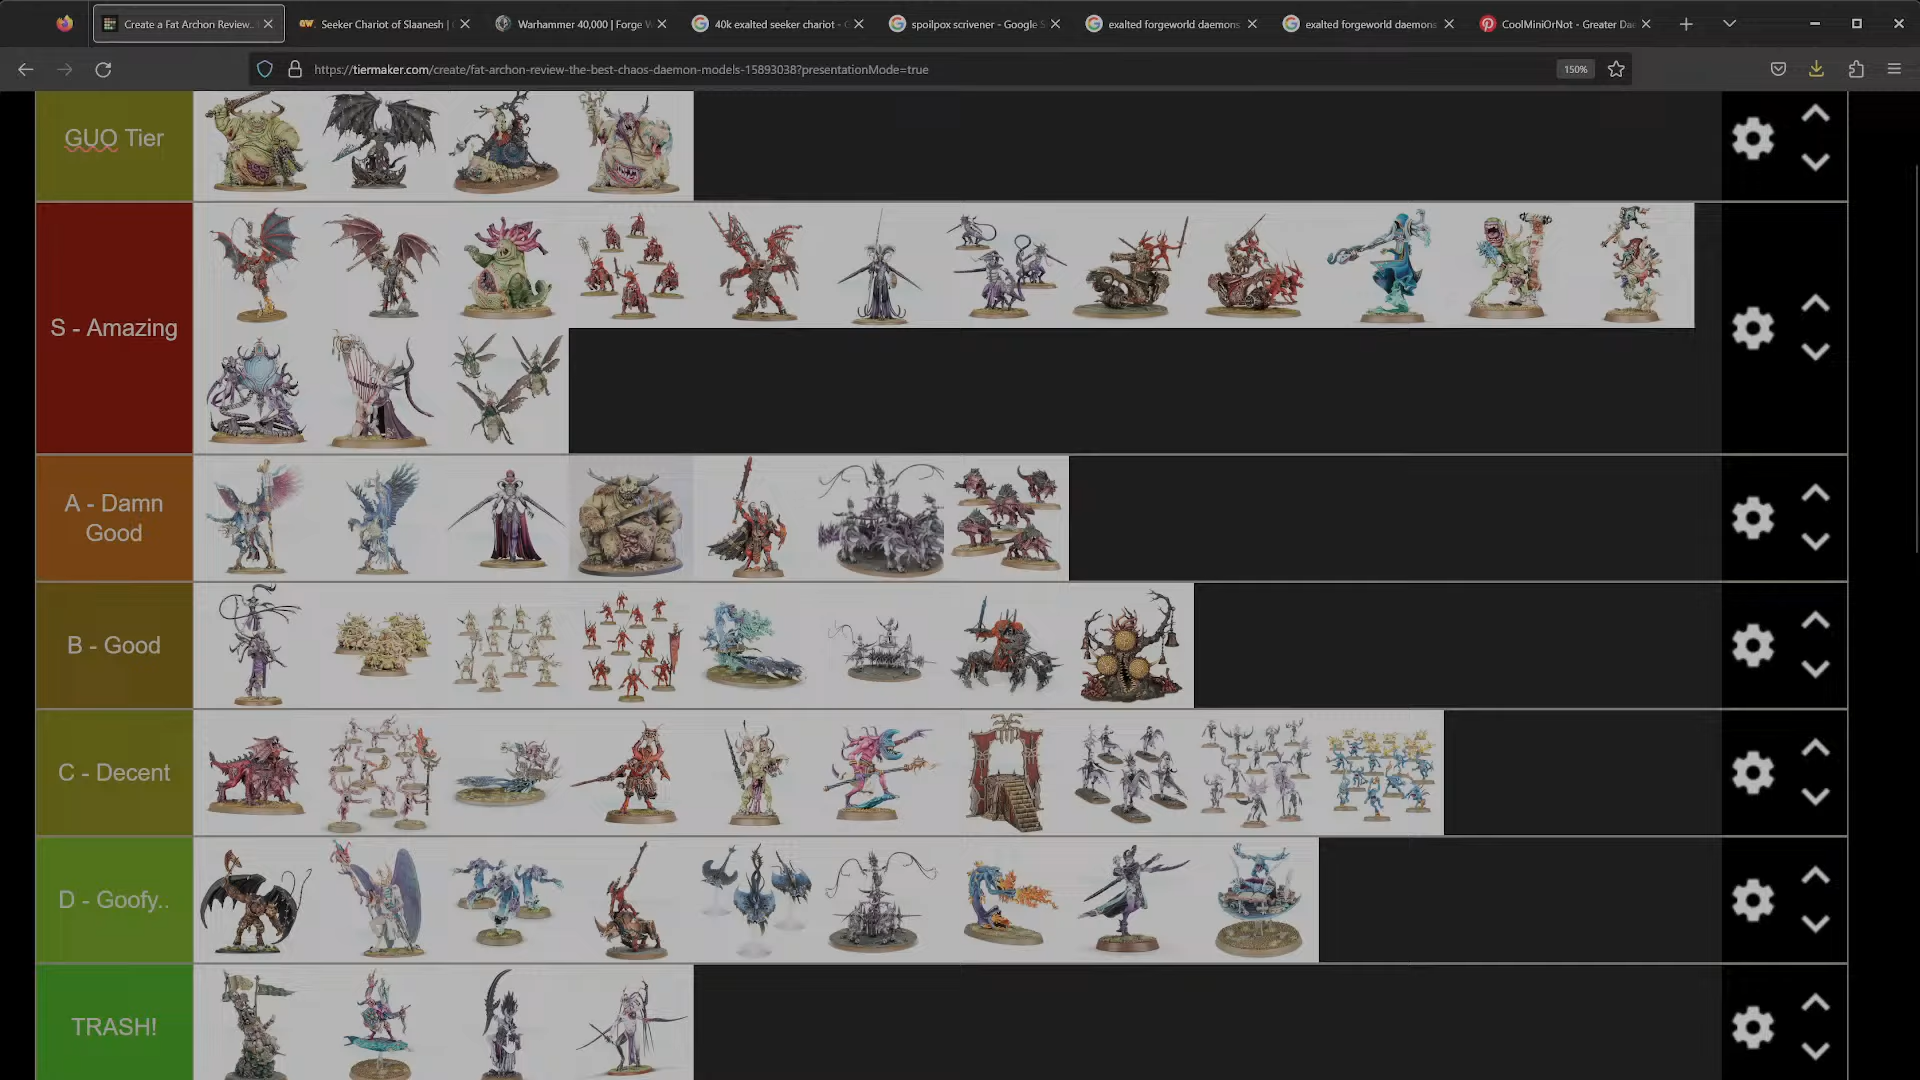 Create a Fat Archon Review..
Seeker Chariot of Slaanesh |
Warhammer 40,000 | Forge W
40k exalted seeker chariot - G
spoilpox scrivener - Google S
exalted forgeworld daemons
exalted forgeworld daemons
CoolMiniOrNot - Greater Dae
https://tiermaker.com/create/fat-archon-review-the-best-chaos-daemon-models-15893038?presentationMode=true
150%
GUO Tier
S - Amazing
A - Damn
Good
B - Good
C - Decent
D - Goofy..
TRASH!